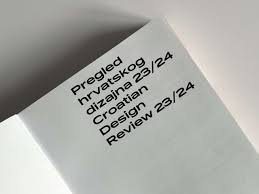 Pregled
hrvatskog
dizajna 23/24
Croatian
Design
Review 23/24